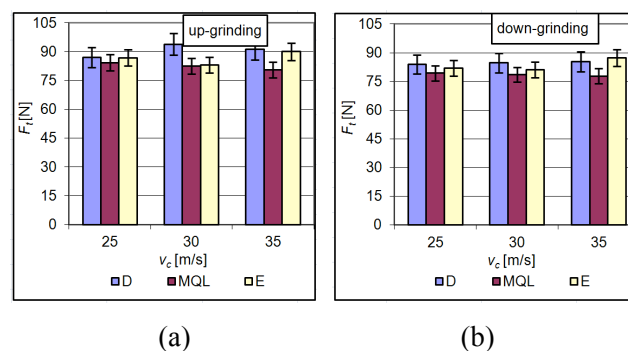 up-grinding
105
90
75
60
45
30
15
0
Ft [N]
25 30 35
vc [m/s]
D MQL E
(a)
down-grinding
105
90
75
60
45
30
15
0
Ft [N]
25 30 35
vc [m/s]
D MQL E
(b)